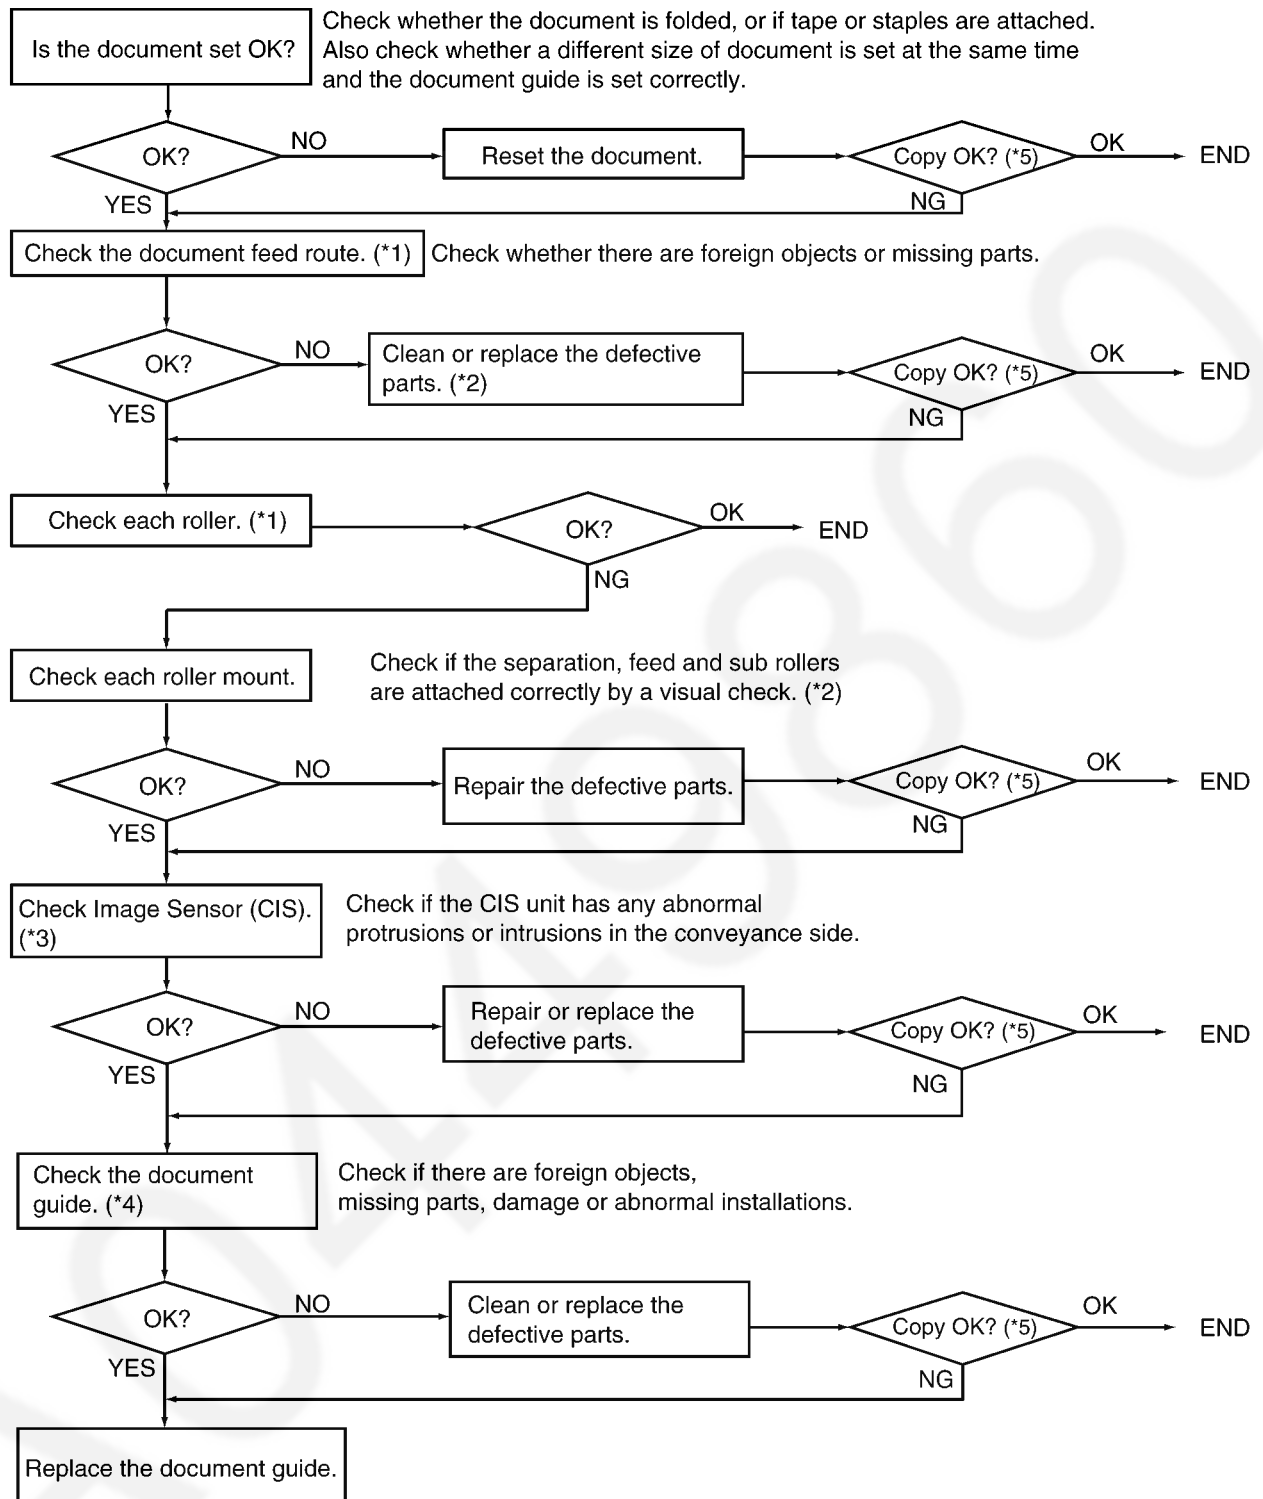 Is the document set OK?
Check whether the document is folded, or if tape or staples are attached.
Also check whether a different size of document is set at the same time
and the document guide is set correctly.
OK?
NO
Reset the document.
Copy OK? (*5)
OK
END
YES
NG
Check the document feed route. (*1)
Check whether there are foreign objects or missing parts.
OK?
NO
Clean or replace the defective
parts. (*2)
Copy OK? (*5)
OK
END
YES
NG
Check each roller. (*1)
OK?
OK
END
NG
Check each roller mount.
Check if the separation, feed and sub rollers
are attached correctly by a visual check. (*2)
OK?
NO
Repair the defective parts.
Copy OK? (*5)
OK
END
YES
NG
Check Image Sensor (CIS).
(*3)
Check if the CIS unit has any abnormal
protrusions or intrusions in the conveyance side.
OK?
NO
Repair or replace the
defective parts.
Copy OK? (*5)
OK
END
YES
NG
Check the document
guide. (*4)
Check if there are foreign objects,
missing parts, damage or abnormal installations.
OK?
NO
Clean or replace the
defective parts.
Copy OK? (*5)
OK
END
YES
NG
Replace the document guide.